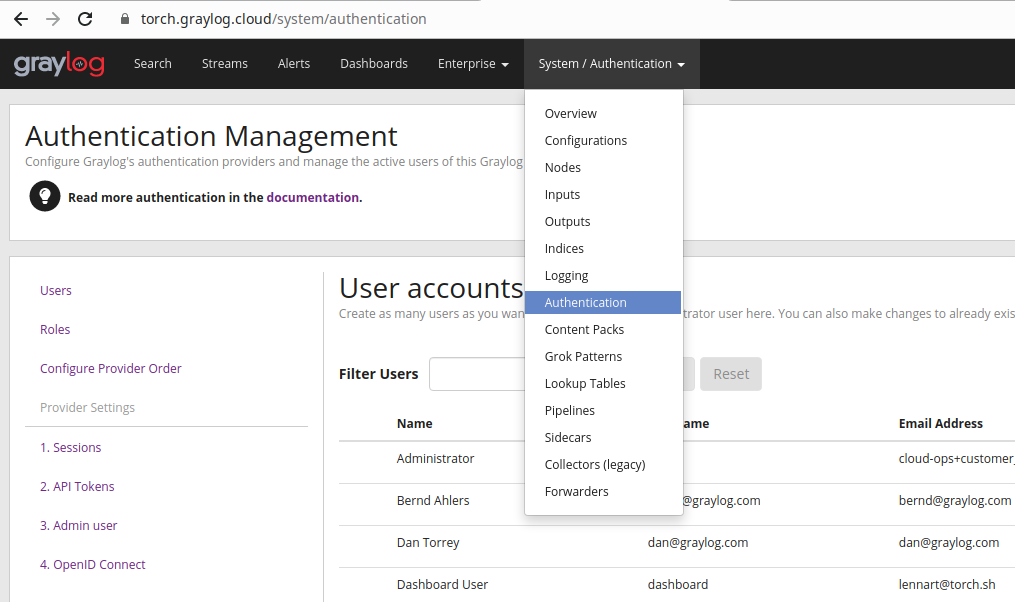 torch.graylog.cloud/system/authentication
graylog
Search
Streams
Alerts
Dashboards
Enterprise
System / Authentication
Overview
Configurations
Nodes
Inputs
Outputs
Indices
Logging
Authentication
Content Packs
Grok Patterns
Lookup Tables
Pipelines
Sidecars
Collectors (legacy)
Forwarders
Authentication Management
Configure Graylog's authentication providers and manage the active users of this Graylog
Read more authentication in the documentation.
Users
Roles
Configure Provider Order
Provider Settings
1. Sessions
2. API Tokens
3. Admin user
4. OpenID Connect
User accounts
Create as many users as you wan trator user here. You can also make changes to already exis
Filter Users
Reset
Name ame Email Address
Administrator cloud-ops+customer_
Bernd Ahlers @graylog.com bernd@graylog.com
Dan Torrey dan@graylog.com dan@graylog.com
Dashboard User dashboard lennart@torch.sh